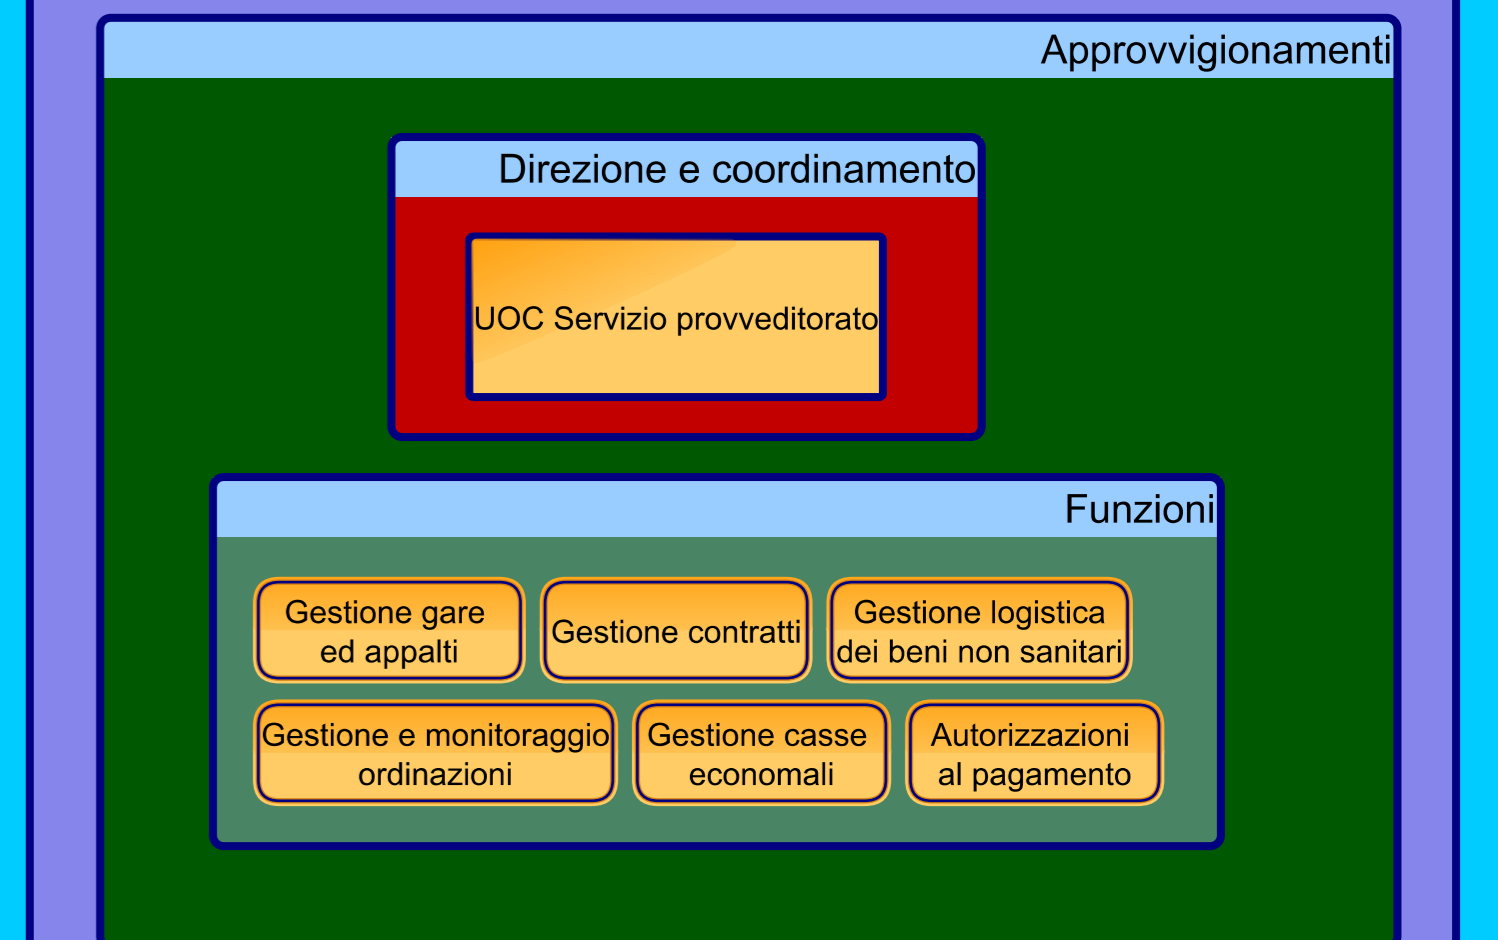 Approvvigionamenti
Direzione e coordinamento
UOC Servizio provveditorato
Funzioni
Gestione gare
ed appalti
Gestione contratti
Gestione logistica
dei beni non sanitari
Gestione e monitoraggio
ordinazioni
Gestione casse
economali
Autorizzazioni
al pagamento